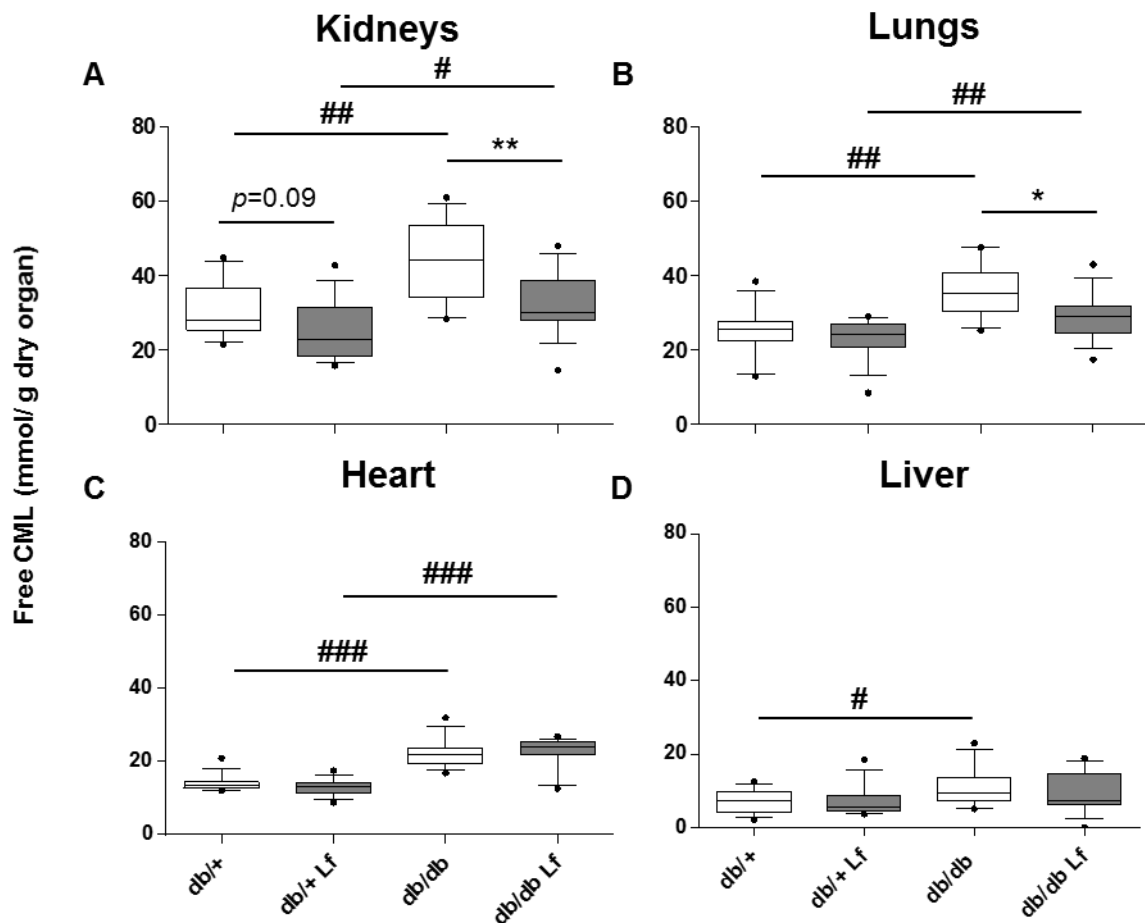 Kidneys
Lungs
A
B
#
##
**
p=0.09
80
60
40
20
0
##
##
*
80
60
40
20
0
Free CML (mmol/ g dry organ)
Heart
Liver
C
D
###
###
80
60
40
20
0
db/+
db/+ Lf
db/db
db/db Lf
#
80
60
40
20
0
db/+
db/+ Lf
db/db
db/db Lf